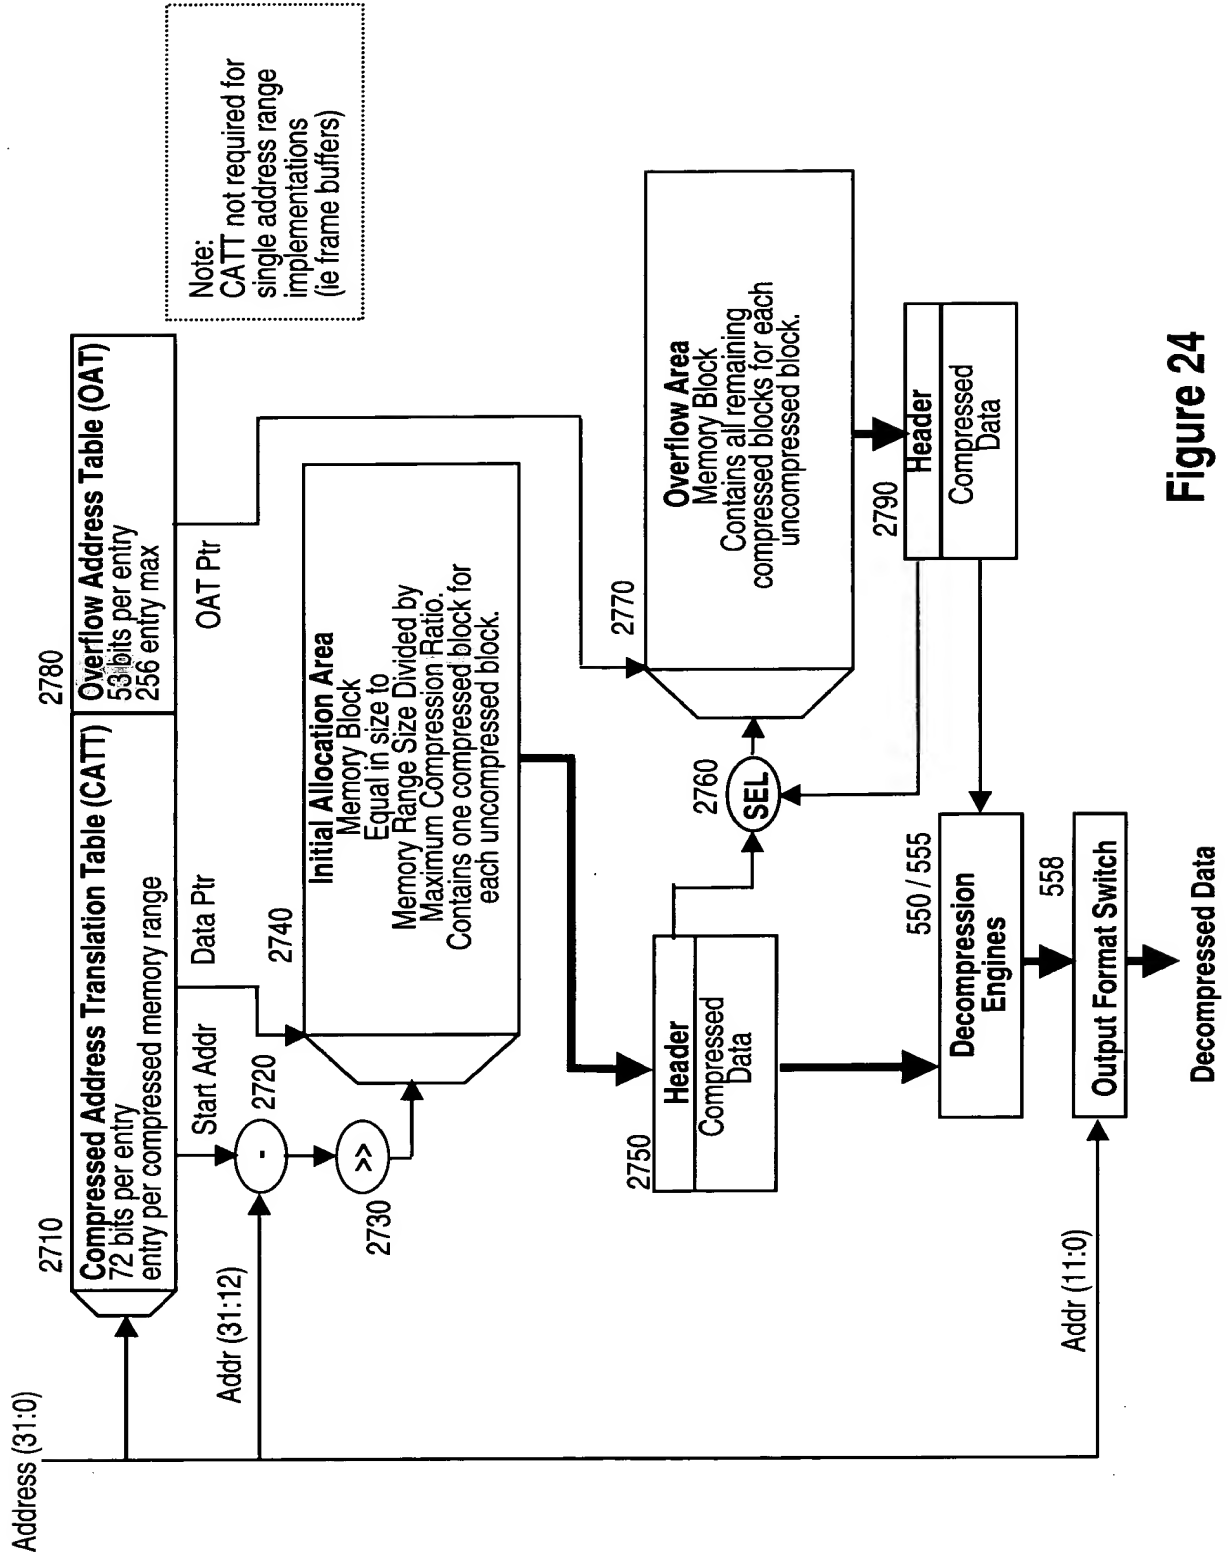 Address (31:0)
2710
Compressed Address Translation Table (CATT)
72 bits per entry
entry per compressed memory range
2780
Overflow Address Table (OAT)
53 bits per entry
256 entry max
Note:
CATT not required for
single address range
implementations
(ie frame buffers)
Addr (31:12)
Start Addr
Data Ptr
OAT Ptr
-
2720
>>
2730
2740
Initial Allocation Area
Memory Block
Equal in size to
Memory Range Size Divided by
Maximum Compression Ratio.
Contains one compressed block for
each uncompressed block.
2770
Overflow Area
Memory Block
Contains all remaining
compressed blocks for each
uncompressed block.
2760
SEL
2750
Header
Compressed
Data
2790
Header
Compressed
Data
550 / 555
Decompression
Engines
558
Output Format Switch
Addr (11:0)
Decompressed Data
Figure 24